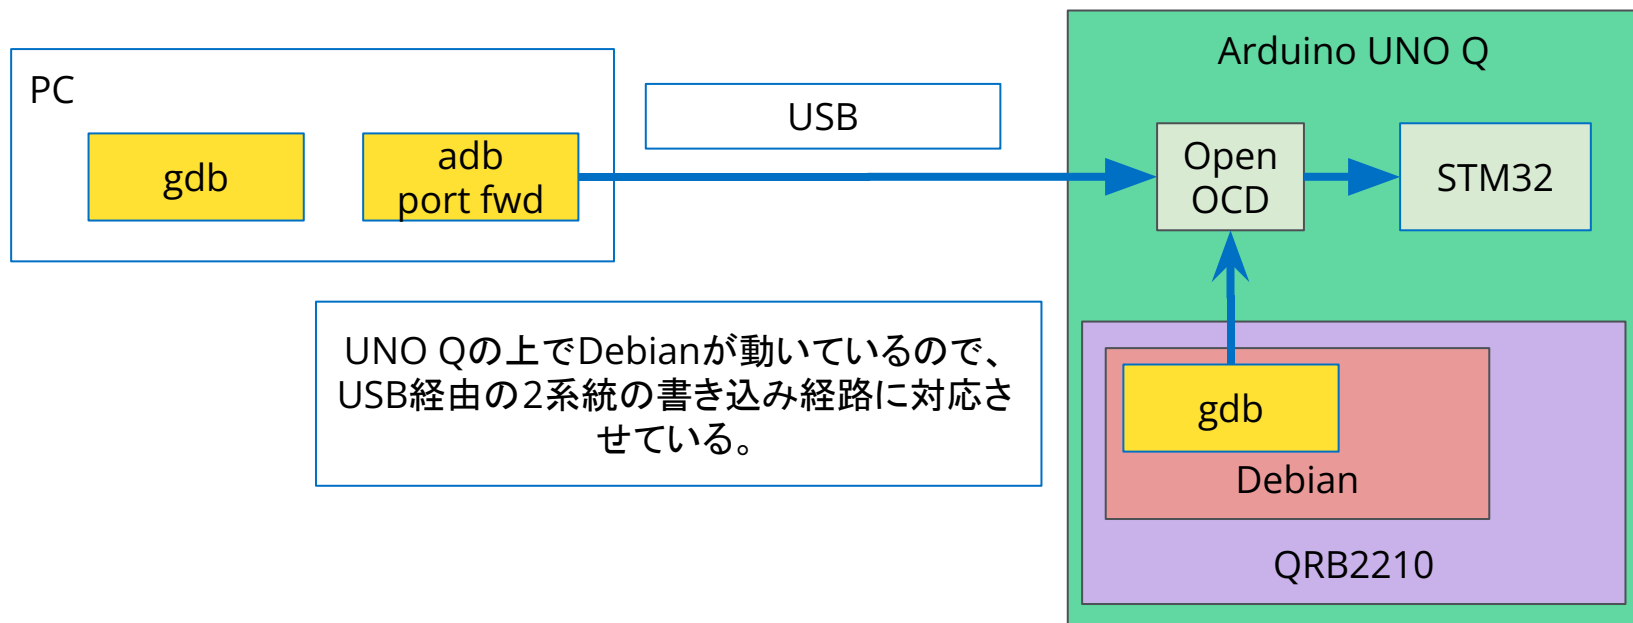 PC
gdb
adb
port fwd
USB
Arduino UNO Q
Open
OCD
STM32
UNO Qの上でDebianが動いているので、
USB経由の2系統の書き込み経路に対応さ
せている。
gdb
Debian
QRB2210